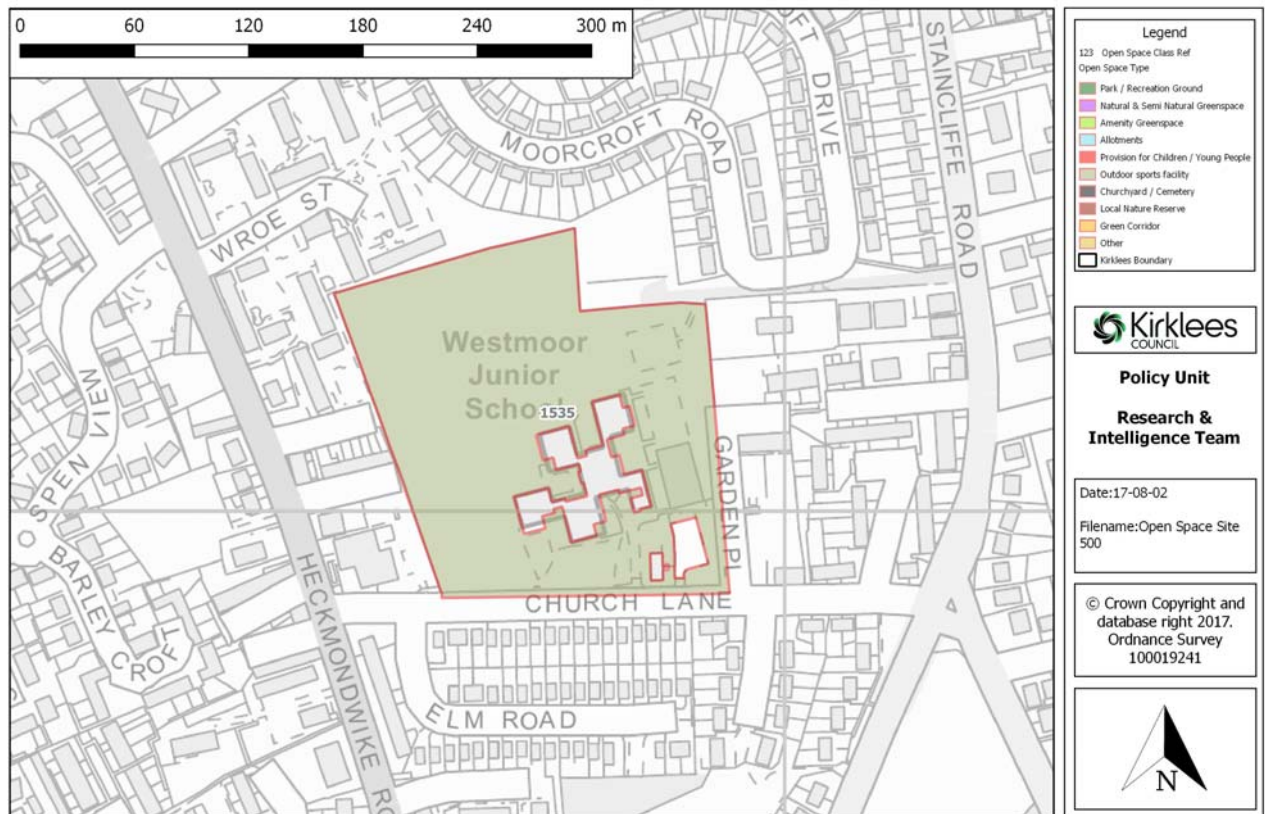 0 60 120 180 240 300 m
OFT DRIVE
STAINCLIFFE ROAD
MOORCROFT ROAD
WROE ST
Westmoor
Junior
School
1535
SPEN VIEW
GARDEN PL
BARLEY CROFT
HECKMONDWIKE RO
CHURCH LANE
ELM ROAD
Legend
123 Open Space Class Ref
Open Space Type
Park / Recreation Ground
Natural & Semi Natural Greenspace
Amenity Greenspace
Allotments
Provision for Children / Young People
Outdoor sports facility
Churchyard / Cemetery
Local Nature Reserve
Green Corridor
Other
Kirklees Boundary
Kirklees
COUNCIL
Policy Unit
Research &
Intelligence Team
Date:17-08-02
Filename:Open Space Site
500
© Crown Copyright and
database right 2017.
Ordnance Survey
100019241
N